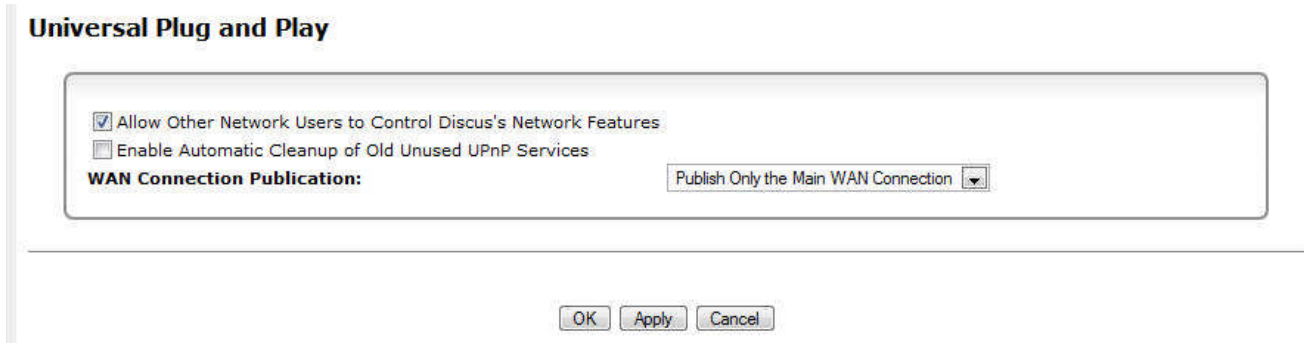 Universal Plug and Play
Allow Other Network Users to Control Discus's Network Features
Enable Automatic Cleanup of Old Unused UPnP Services
WAN Connection Publication: Publish Only the Main WAN Connection
OK Apply Cancel